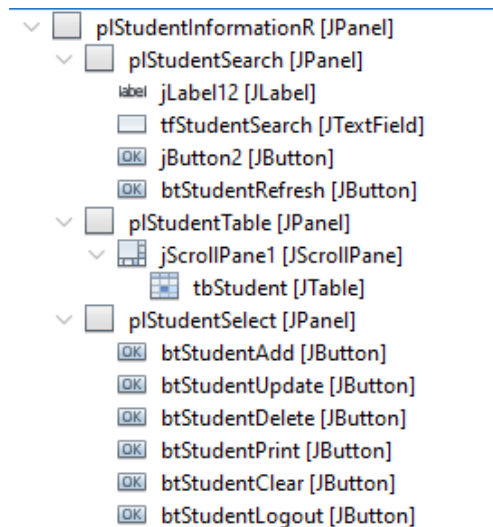 plStudentInformationR [JPanel]
plStudentSearch [JPanel]
label jLabel12 [JLabel]
tfStudentSearch [JTextField]
OK jButton2 [JButton]
OK btStudentRefresh [JButton]
plStudentTable [JPanel]
jScrollPane1 [JScrollPane]
tbStudent [JTable]
plStudentSelect [JPanel]
OK btStudentAdd [JButton]
OK btStudentUpdate [JButton]
OK btStudentDelete [JButton]
OK btStudentPrint [JButton]
OK btStudentClear [JButton]
OK btStudentLogout [JButton]